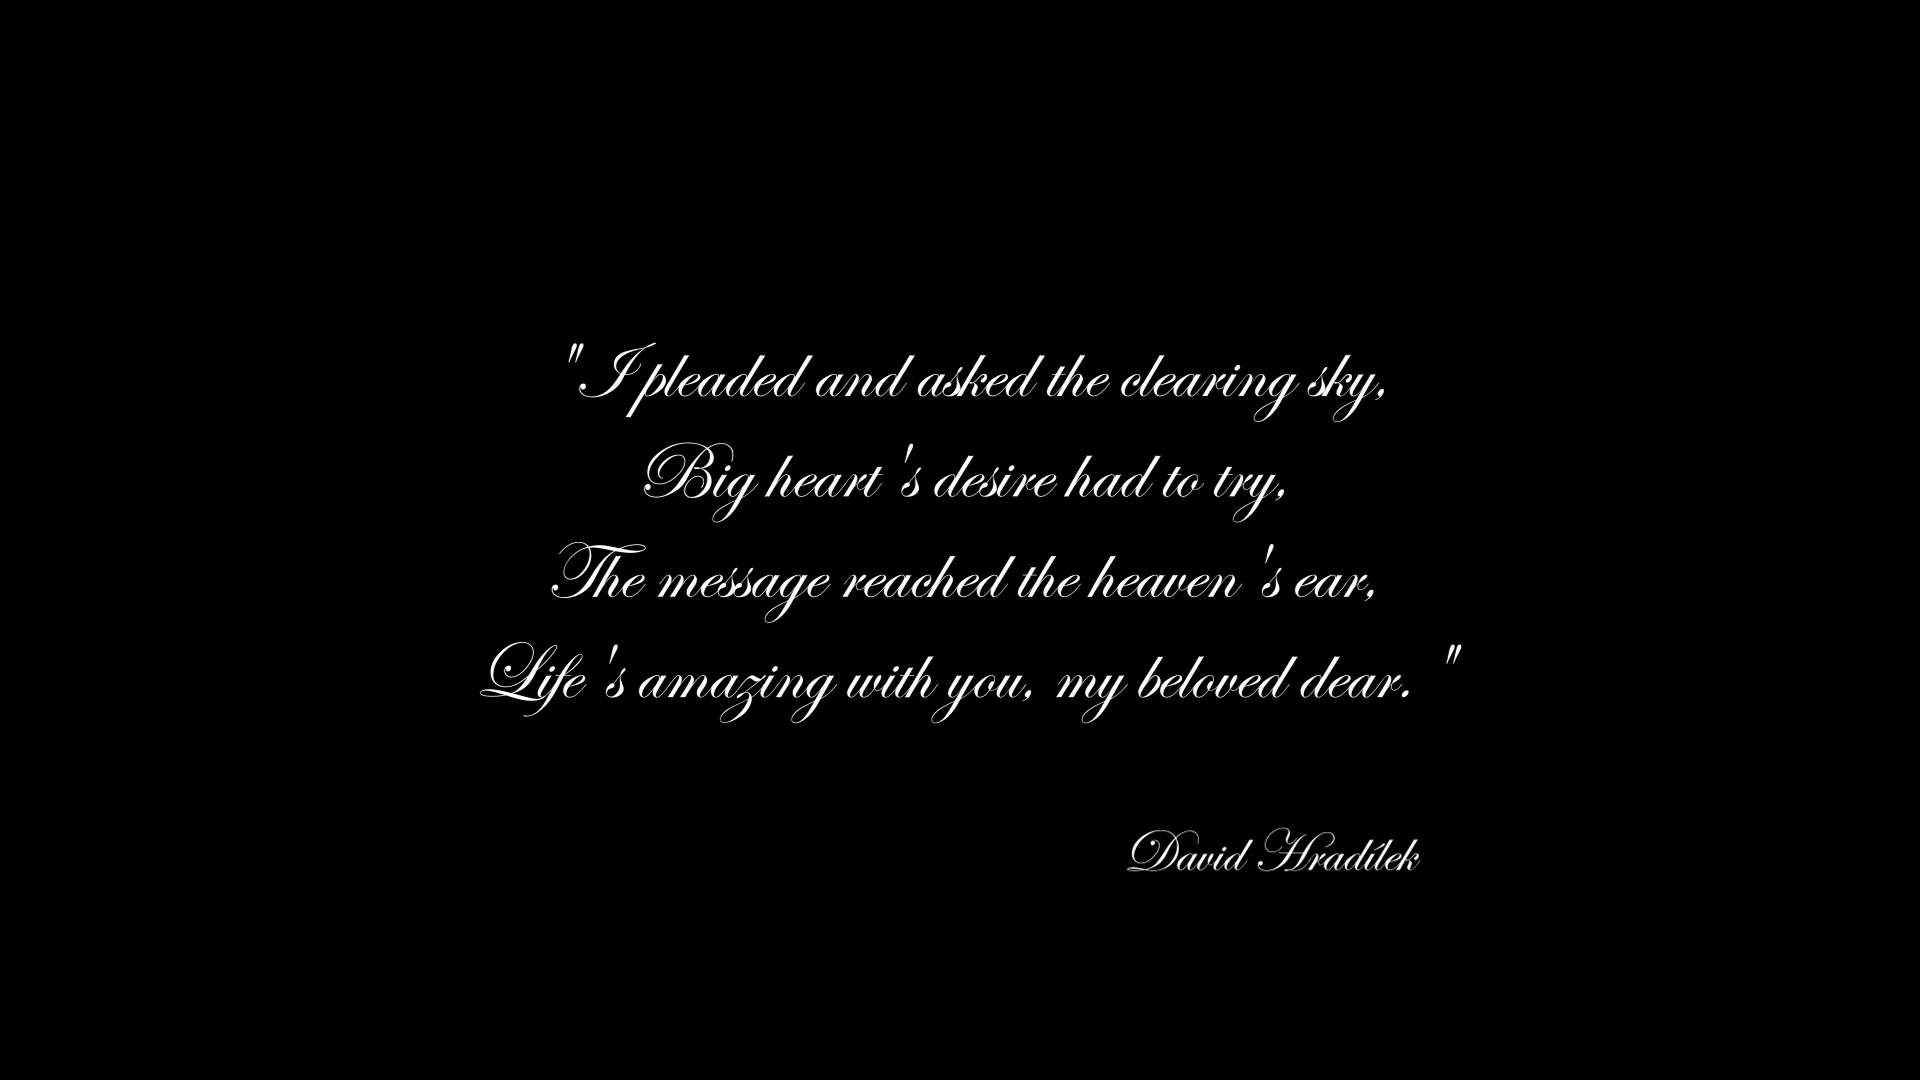 "I pleaded and asked the clearing sky,
Big heart's desire had to try,
The message reached the heaven's ear,
Life's amazing with you, my beloved dear. "
David Hradílek